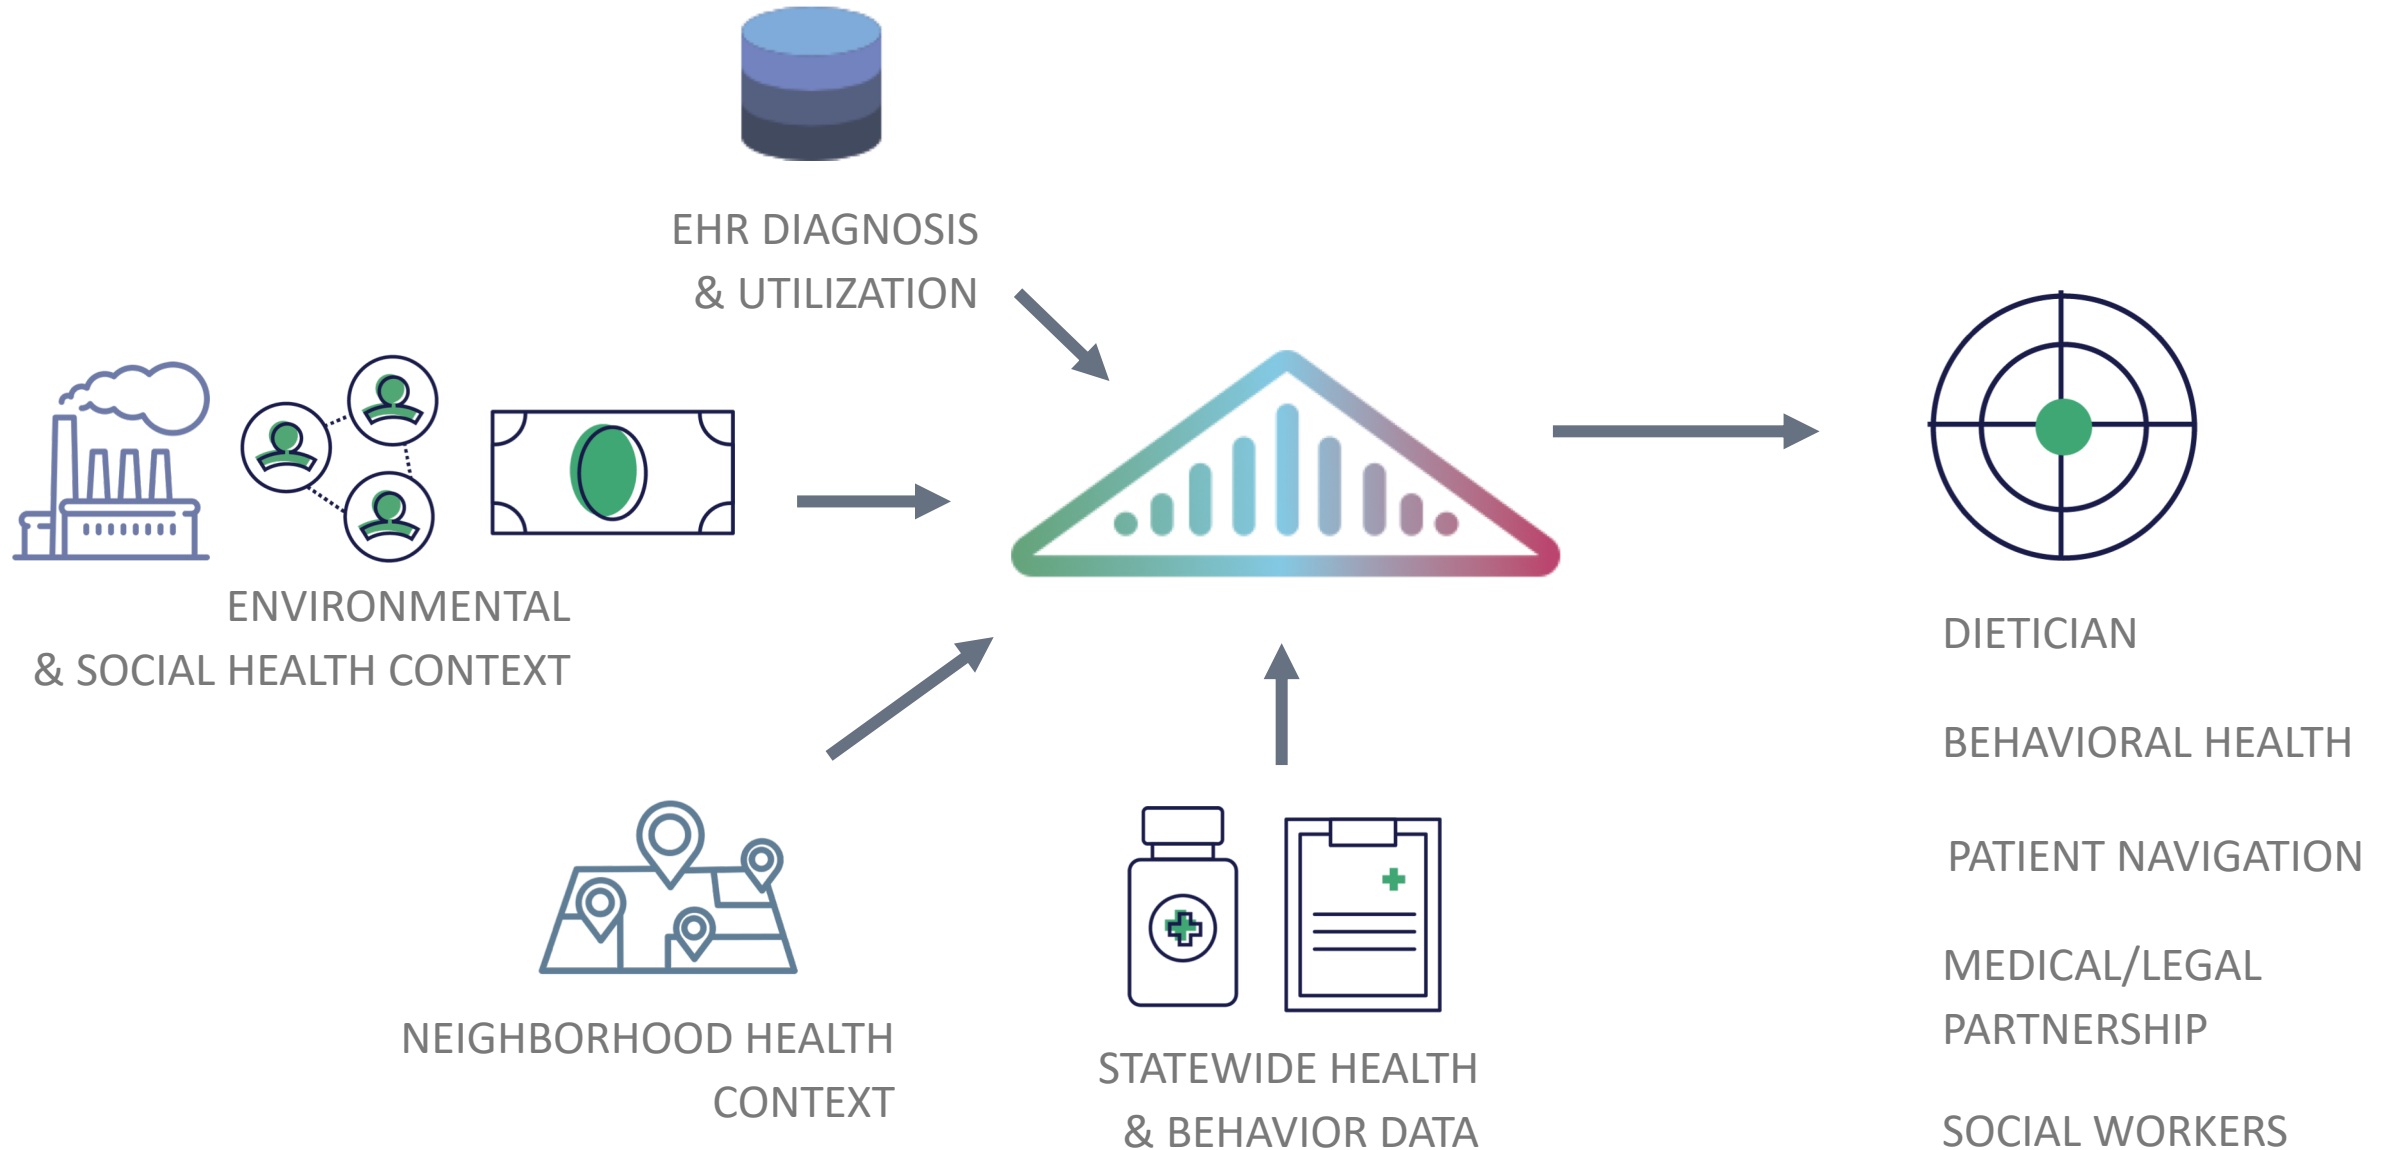 EHR DIAGNOSIS
& UTILIZATION
ENVIRONMENTAL
& SOCIAL HEALTH CONTEXT
NEIGHBORHOOD HEALTH
CONTEXT
STATEWIDE HEALTH
& BEHAVIOR DATA
DIETICIAN
BEHAVIORAL HEALTH
PATIENT NAVIGATION
MEDICAL/LEGAL
PARTNERSHIP
SOCIAL WORKERS